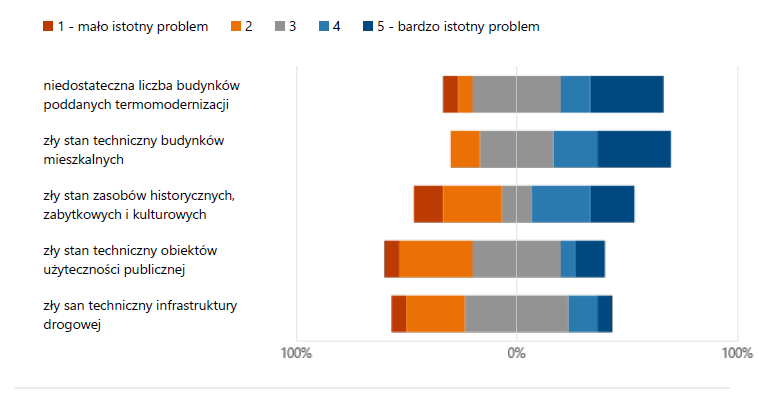 1 - mało istotny problem 2 3 4 5 - bardzo istotny problem
niedostateczna liczba budynków
poddanych termomodernizacji
zły stan techniczny budynków
mieszkalnych
zły stan zasobów historycznych,
zabytkowych i kulturowych
zły stan techniczny obiektów
użyteczności publicznej
zły san techniczny infrastruktury
drogowej
100% 0% 100%